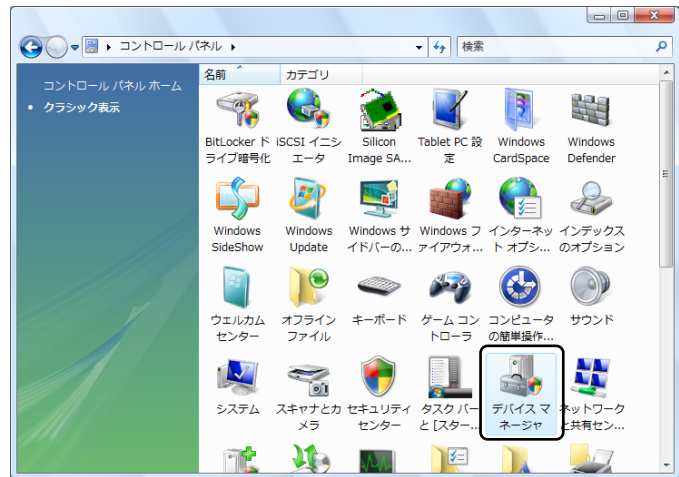 コントロール パネル
検索
コントロール パネル ホーム
クラシック表示
名前 カテゴリ
BitLocker ド iSCSI イニシ Silicon Tablet PC 設 Windows Windows
ライブ暗号化 エータ Image SA... 定 CardSpace Defender
Windows Windows Windows サ Windows フ インターネッ インデックス
SideShow Update イドバーの... ァイアウォ... ト オプシ... のオプション
ウエルカム オフライン キーボード ゲーム コン コンピュータ サウンド
センター ファイル トローラ の簡単操作...
システム スキャナとカ セキュリティ タスク バー デバイス マ ネットワーク
メラ センター と [スター... ネージャ と共有セン...